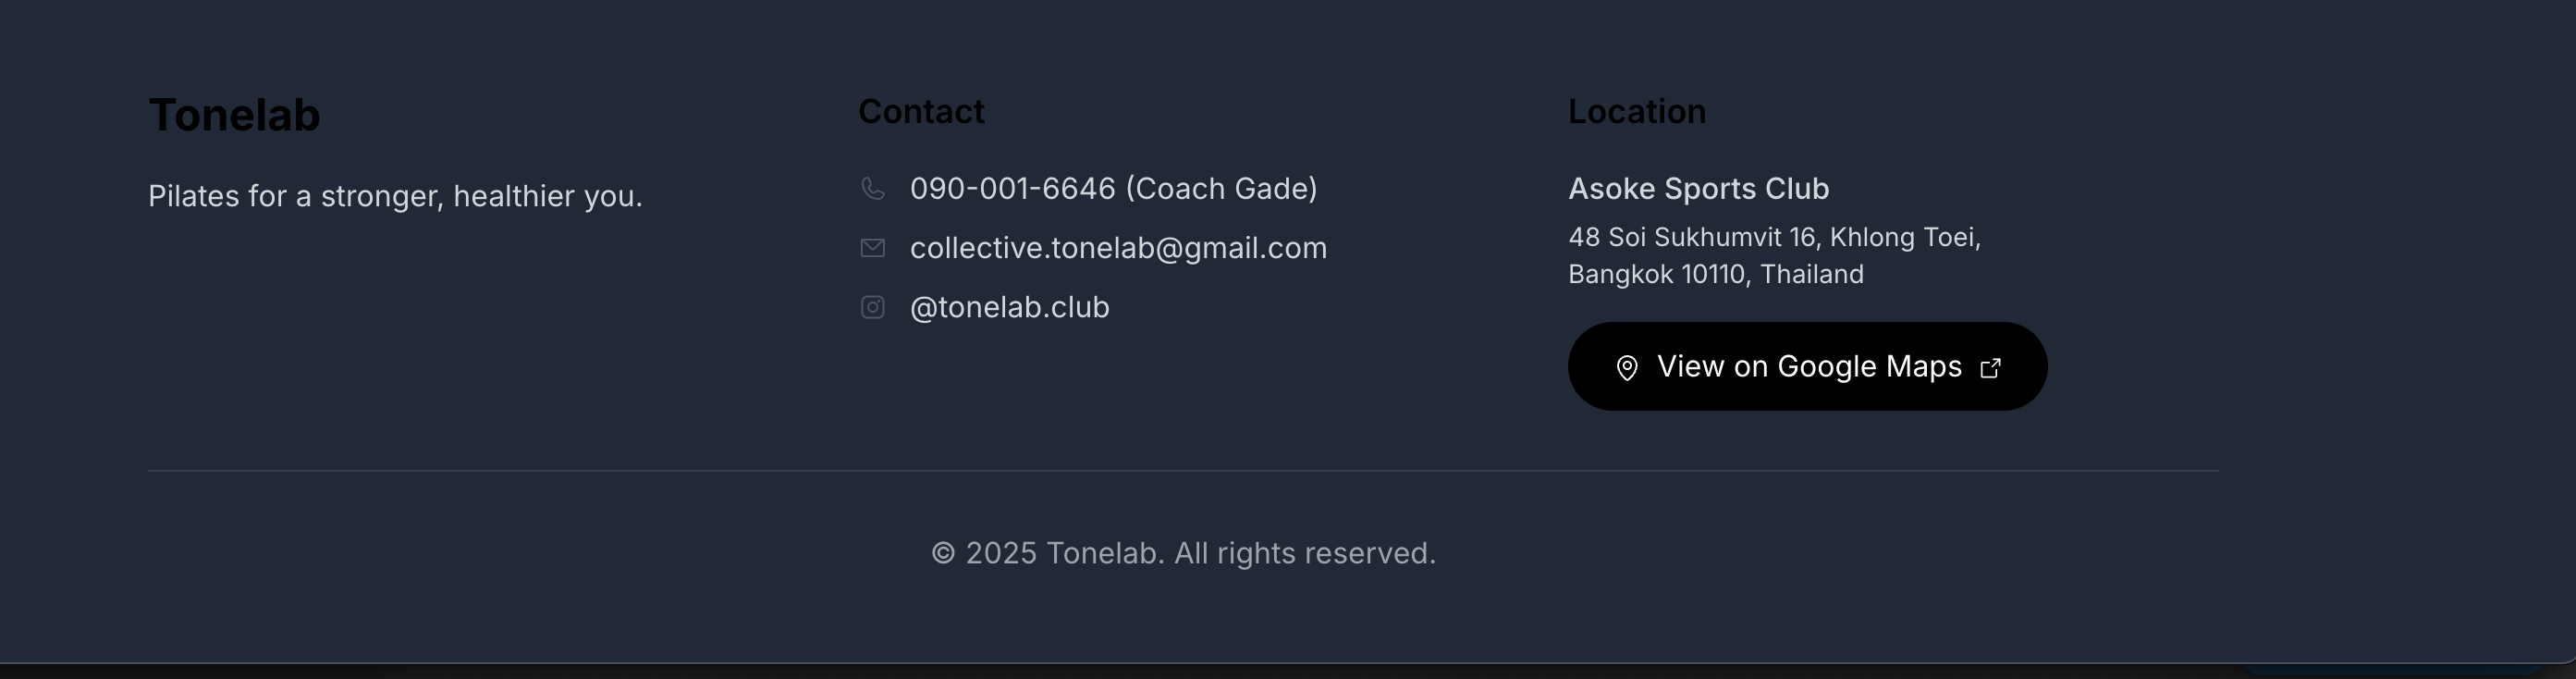 Tonelab
Pilates for a stronger, healthier you.
Contact
090-001-6646 (Coach Gade)
collective.tonelab@gmail.com
@tonelab.club
Location
Asoke Sports Club
48 Soi Sukhumvit 16, Khlong Toei,
Bangkok 10110, Thailand
View on Google Maps
© 2025 Tonelab. All rights reserved.